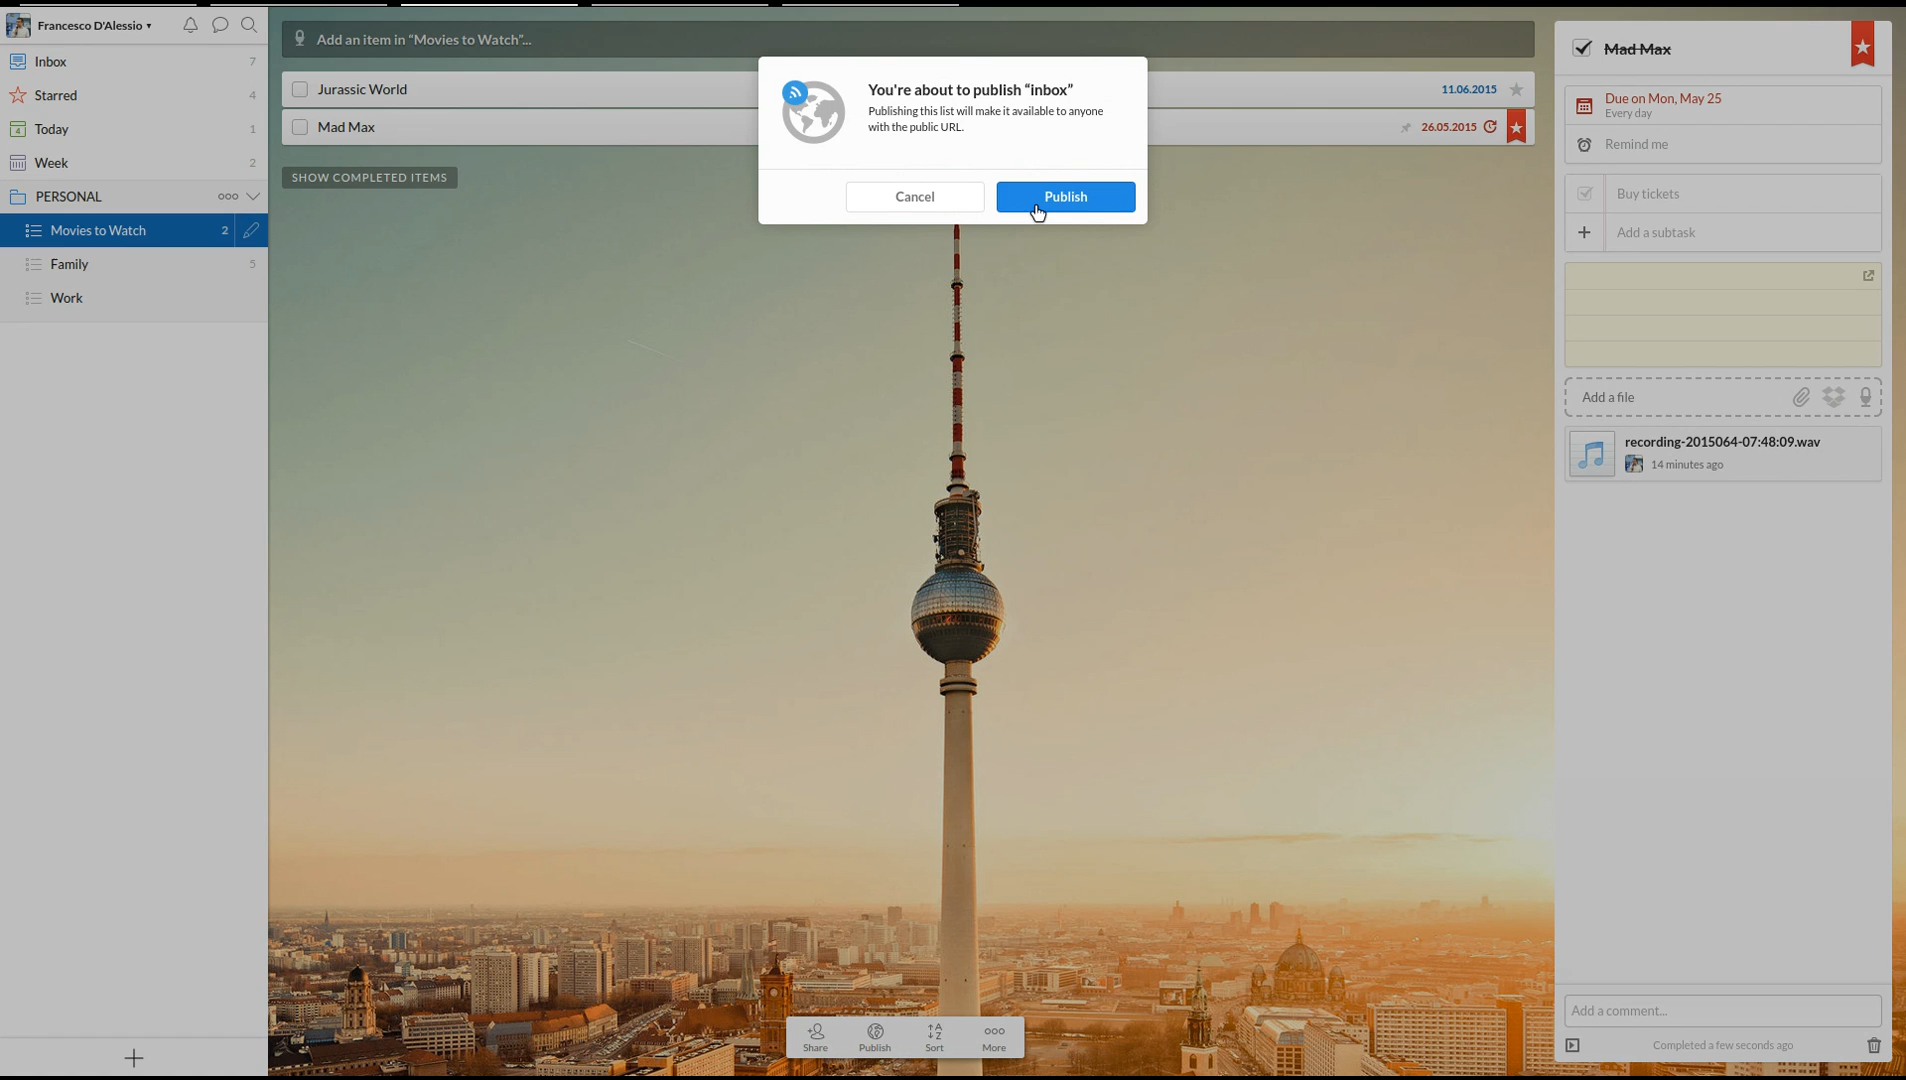 Francesco D'Alessio
Inbox 7
Starred 4
4 Today 1
Week 2
PERSONAL
Movies to Watch 2
Family 5
Work
Add an item in “Movies to Watch”...
Jurassic World 11.06.2015
Mad Max 26.05.2015
SHOW COMPLETED ITEMS
You're about to publish “inbox”
Publishing this list will make it available to anyone
with the public URL.
Cancel Publish
Share Publish Sort More
A
Z
Mad Max
Due on Mon, May 25
Every day
Remind me
Buy tickets
Add a subtask
Add a file
recording-2015064-07:48:09.wav
14 minutes ago
Add a comment...
Completed a few seconds ago